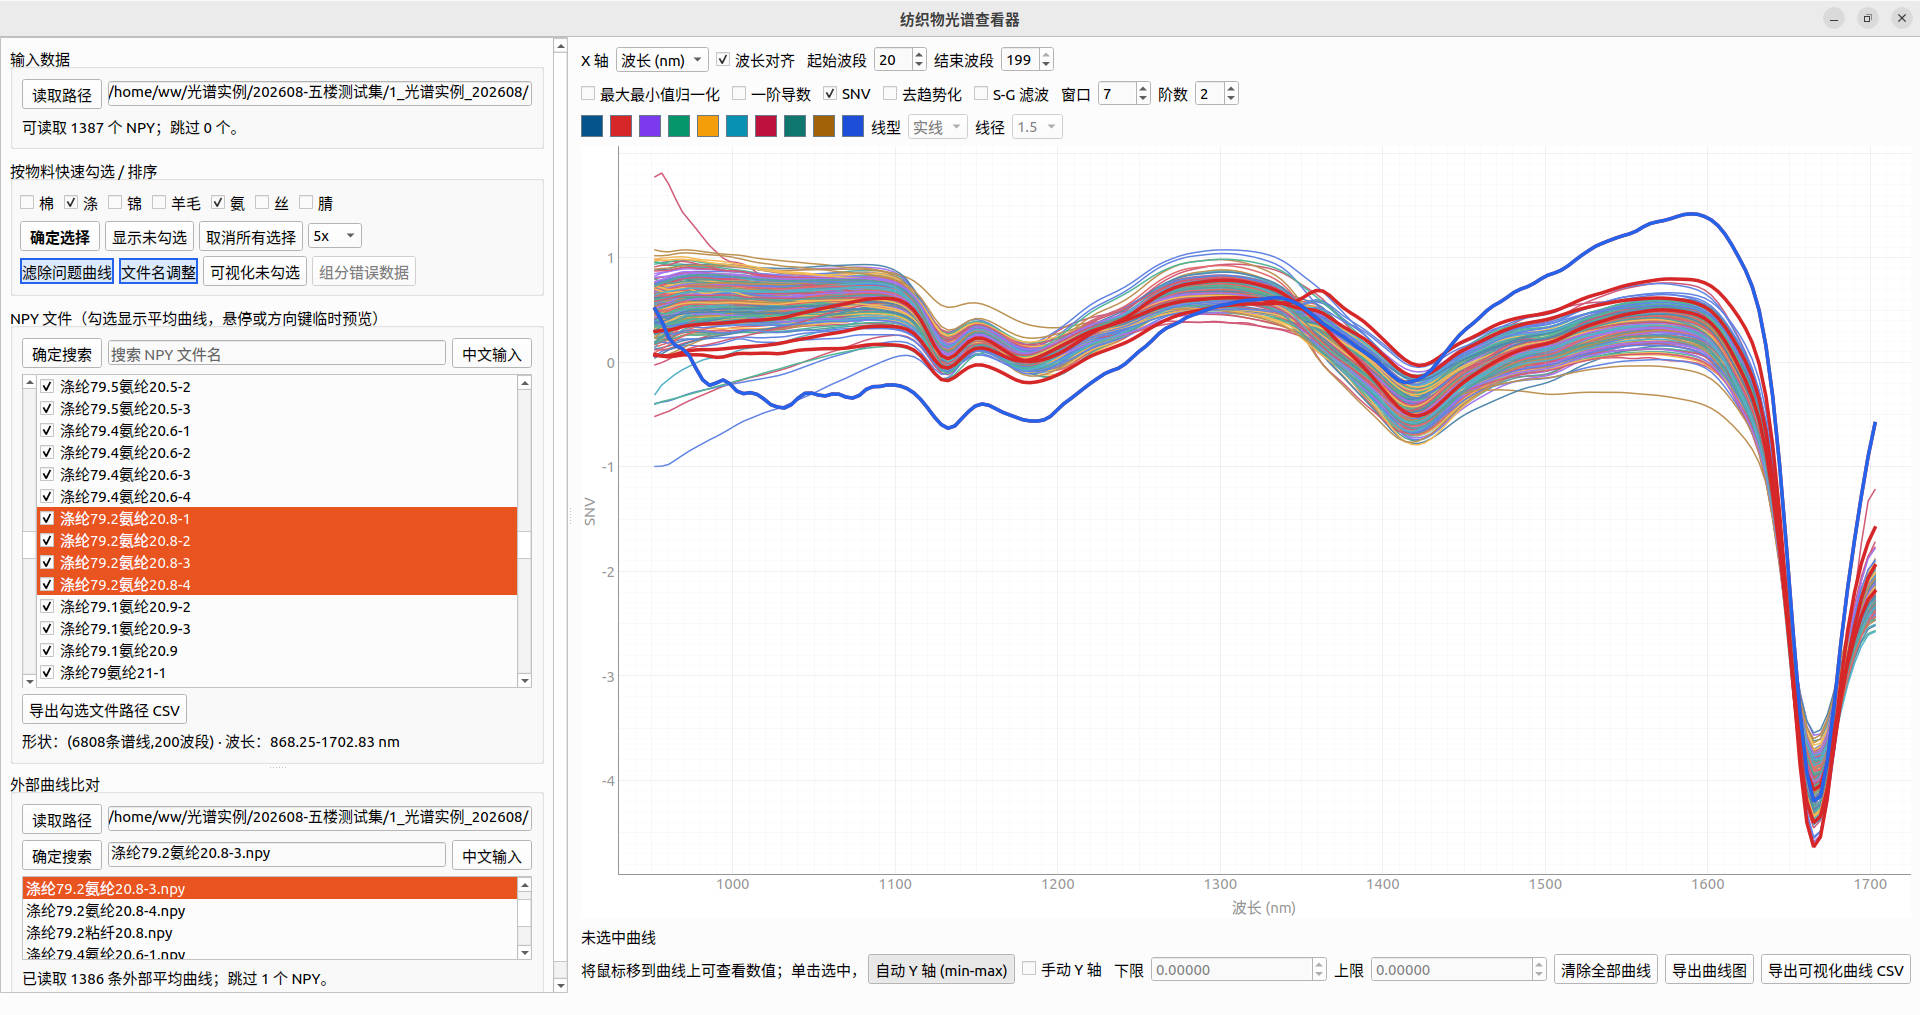 纺织物光谱查看器
输入数据
读取路径 /home/ww/光谱实例/202608-五楼测试集/1_光谱实例_202608/
可读取 1387 个 NPY；跳过 0 个。
按物料快速勾选 / 排序
棉 涤 锦 羊毛 氨 丝 腈
确定选择 显示未勾选 取消所有选择 5x
滤除问题曲线 文件名调整 可视化未勾选 组分错误数据
NPY 文件（勾选显示平均曲线，悬停或方向键临时预览）
确定搜索 搜索 NPY 文件名 中文输入
涤纶79.5氨纶20.5-2
涤纶79.5氨纶20.5-3
涤纶79.4氨纶20.6-1
涤纶79.4氨纶20.6-2
涤纶79.4氨纶20.6-3
涤纶79.4氨纶20.6-4
涤纶79.2氨纶20.8-1
涤纶79.2氨纶20.8-2
涤纶79.2氨纶20.8-3
涤纶79.2氨纶20.8-4
涤纶79.1氨纶20.9-2
涤纶79.1氨纶20.9-3
涤纶79.1氨纶20.9
涤纶79氨纶21-1
导出勾选文件路径 CSV
形状：(6808条谱线,200波段) · 波长：868.25-1702.83 nm
外部曲线比对
读取路径 /home/ww/光谱实例/202608-五楼测试集/1_光谱实例_202608/
确定搜索 涤纶79.2氨纶20.8-3.npy 中文输入
涤纶79.2氨纶20.8-3.npy
涤纶79.2氨纶20.8-4.npy
涤纶79.2粘纤20.8.npy
涤纶79.4氨纶20.6-1.npy
已读取 1386 条外部平均曲线；跳过 1 个 NPY。
X 轴 波长 (nm) 波长对齐 起始波段 20 结束波段 199
最大最小值归一化 一阶导数 SNV 去趋势化 S-G 滤波 窗口 7 阶数 2
线型 实线 线径 1.5
1
0
-1
-2
-3
-4
SNV
1000 1100 1200 1300 1400 1500 1600 1700
波长 (nm)
未选中曲线
将鼠标移到曲线上可查看数值；单击选中， 自动 Y 轴 (min-max) 手动 Y 轴 下限 0.00000 上限 0.00000 清除全部曲线 导出曲线图 导出可视化曲线 CSV